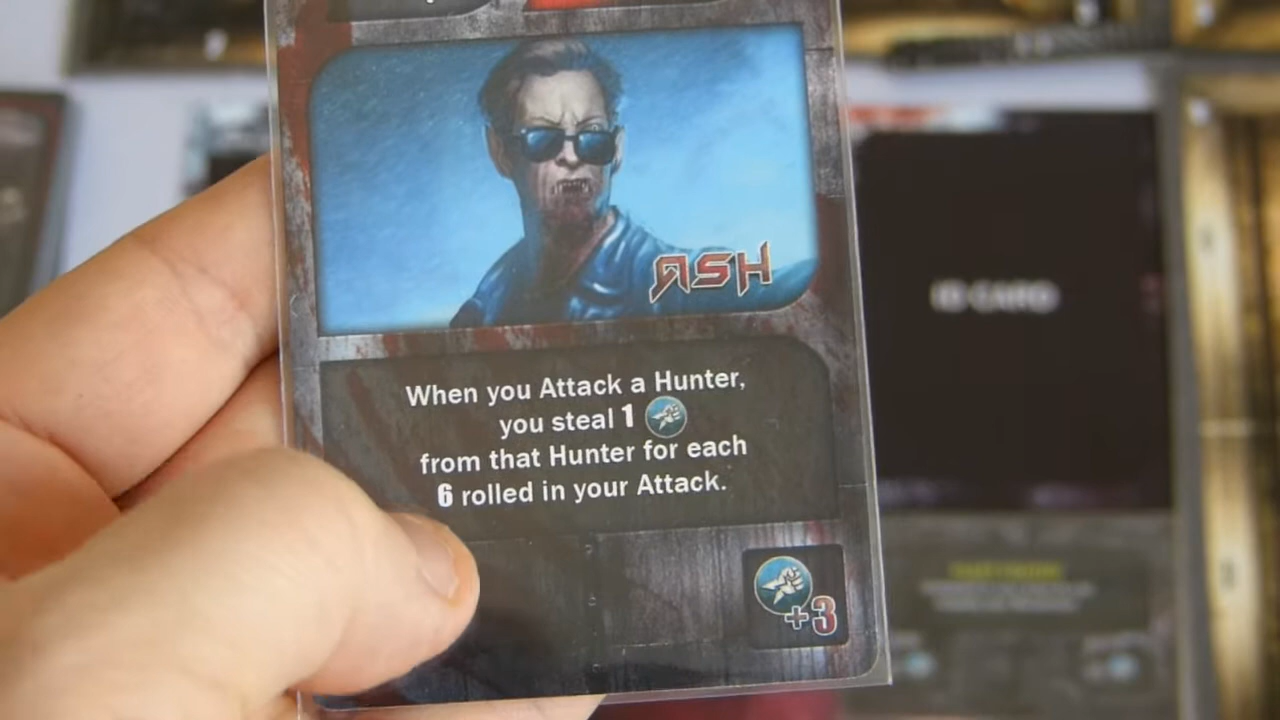 ASH
When you Attack a Hunter,
you steal 1
from that Hunter for each
6 rolled in your Attack.
+3
ID CARD